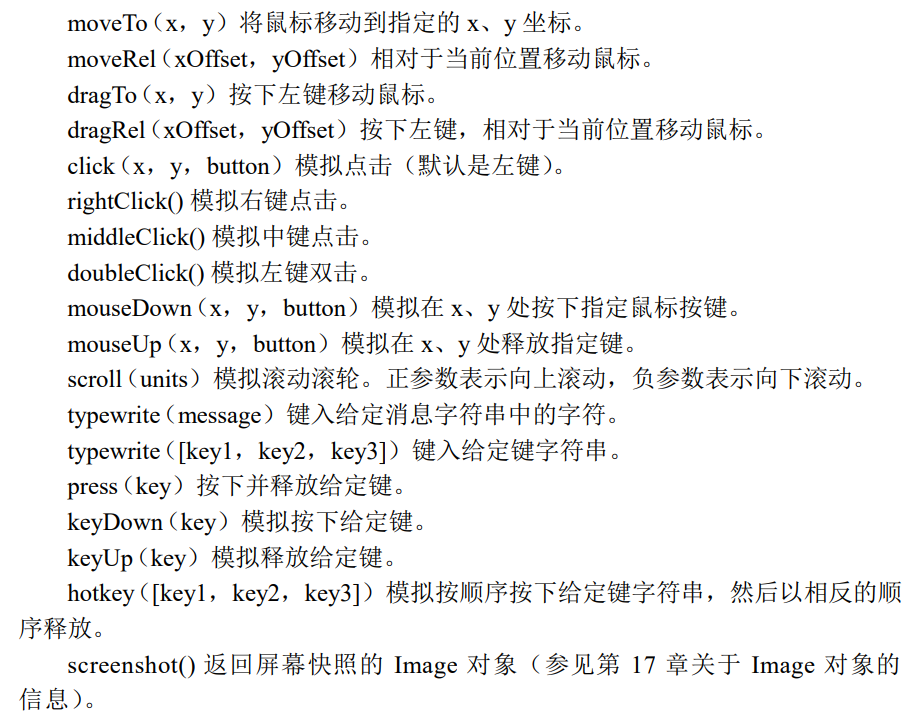 moveTo（x，y）将鼠标移动到指定的 x、y 坐标。
moveRel（xOffset，yOffset）相对于当前位置移动鼠标。
dragTo（x，y）按下左键移动鼠标。
dragRel（xOffset，yOffset）按下左键，相对于当前位置移动鼠标。
click（x，y，button）模拟点击（默认是左键）。
rightClick() 模拟右键点击。
middleClick() 模拟中键点击。
doubleClick() 模拟左键双击。
mouseDown（x，y，button）模拟在 x、y 处按下指定鼠标按键。
mouseUp（x，y，button）模拟在 x、y 处释放指定键。
scroll（units）模拟滚动滚轮。正参数表示向上滚动，负参数表示向下滚动。
typewrite（message）键入给定消息字符串中的字符。
typewrite（[key1，key2，key3]）键入给定键字符串。
press（key）按下并释放给定键。
keyDown（key）模拟按下给定键。
keyUp（key）模拟释放给定键。
hotkey（[key1，key2，key3]）模拟按顺序按下给定键字符串，然后以相反的顺
序释放。
screenshot() 返回屏幕快照的 Image 对象（参见第 17 章关于 Image 对象的
信息）。